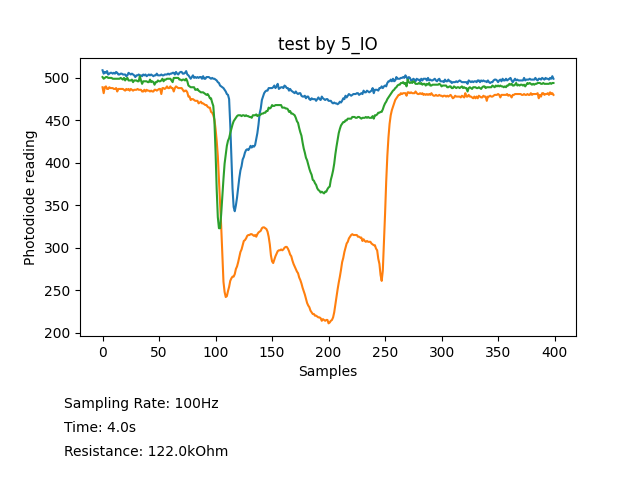 test by 5_IO
500
450
400
350
300
250
200
Photodiode reading
0 50 100 150 200 250 300 350 400
Samples
Sampling Rate: 100Hz
Time: 4.0s
Resistance: 122.0kOhm